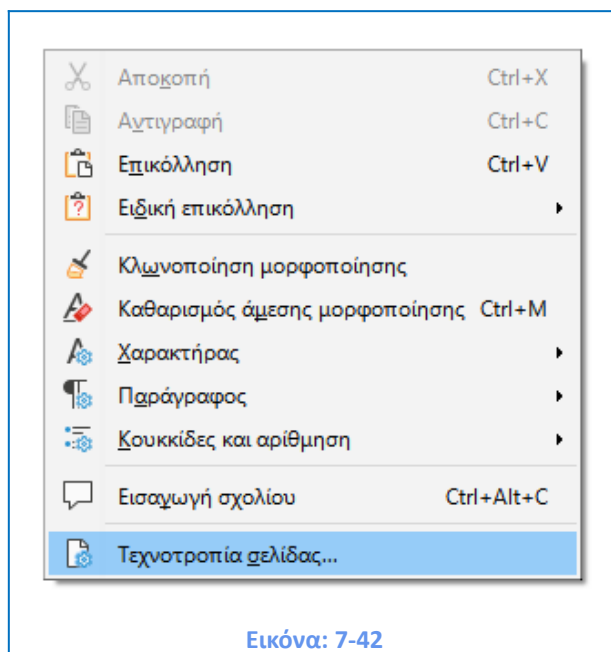 Αποκοπή Ctrl+X
Αντιγραφή Ctrl+C
Επικόλληση Ctrl+V
Ειδική επικόλληση
Κλωνοποίηση μορφοποίησης
Καθαρισμός άμεσης μορφοποίησης Ctrl+M
Χαρακτήρας
Παράγραφος
Κουκκίδες και αρίθμηση
Εισαγωγή σχολίου Ctrl+Alt+C
Τεχνοτροπία σελίδας...
Εικόνα: 7-42